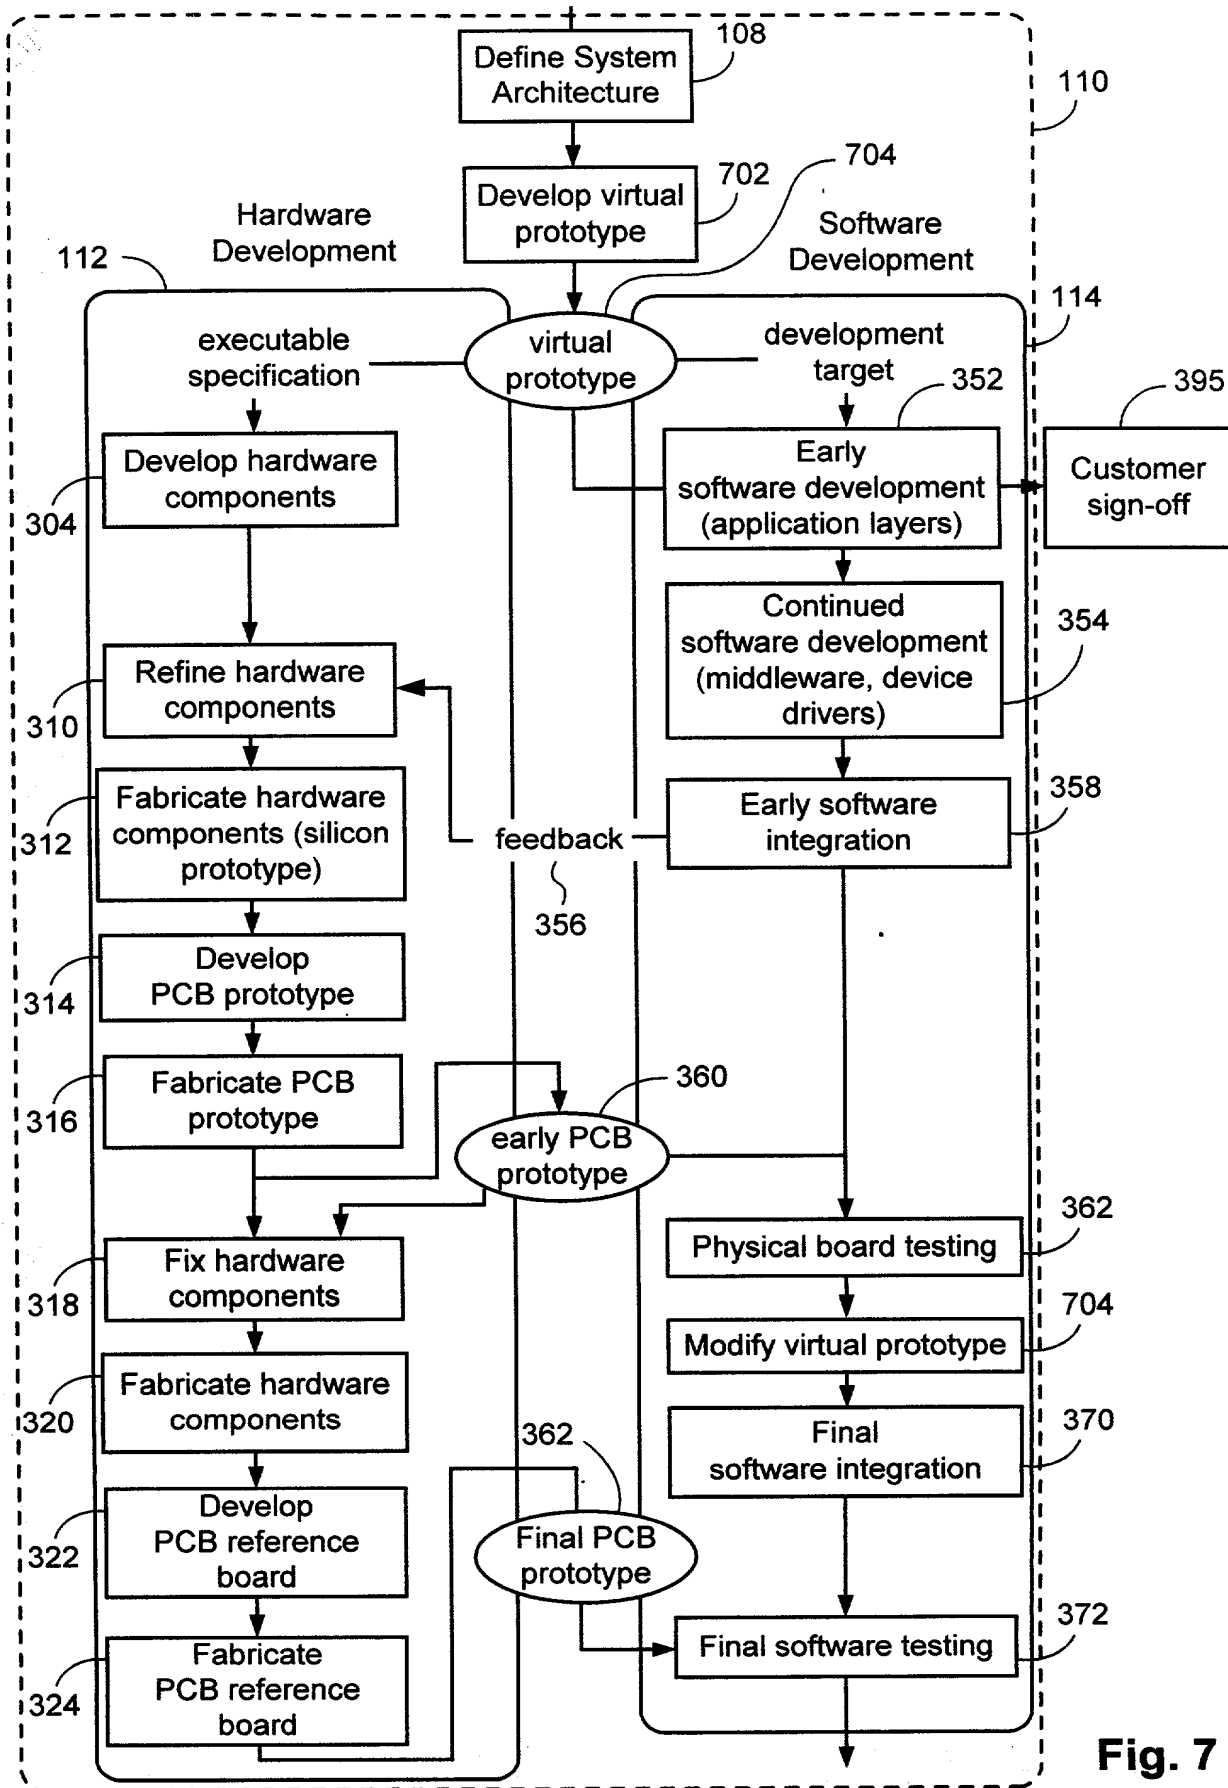 Define System
Architecture
108
110
Develop virtual
prototype
702
704
Hardware
Development
Software
Development
112
114
virtual
prototype
executable
specification
development
target
352
395
Develop hardware
components
304
Early
software development
(application layers)
Customer
sign-off
Continued
software development
(middleware, device
drivers)
354
Refine hardware
components
310
Fabricate hardware
components (silicon
prototype)
312
feedback
356
Early software
integration
358
Develop
PCB prototype
314
Fabricate PCB
prototype
316
early PCB
prototype
360
Physical board testing
362
Fix hardware
components
318
Modify virtual prototype
704
Fabricate hardware
components
320
Final
software integration
370
362
Develop
PCB reference
board
322
Final PCB
prototype
Final software testing
372
Fabricate
PCB reference
board
324
Fig. 7